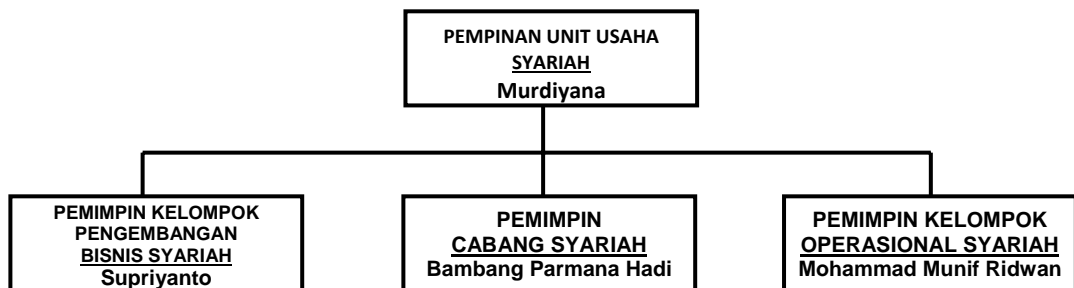 PEMPINAN UNIT USAHA
SYARIAH
Murdiyana
PEMIMPIN KELOMPOK
PENGEMBANGAN
BISNIS SYARIAH
Supriyanto
PEMIMPIN
CABANG SYARIAH
Bambang Parmana Hadi
PEMIMPIN KELOMPOK
OPERASIONAL SYARIAH
Mohammad Munif Ridwan